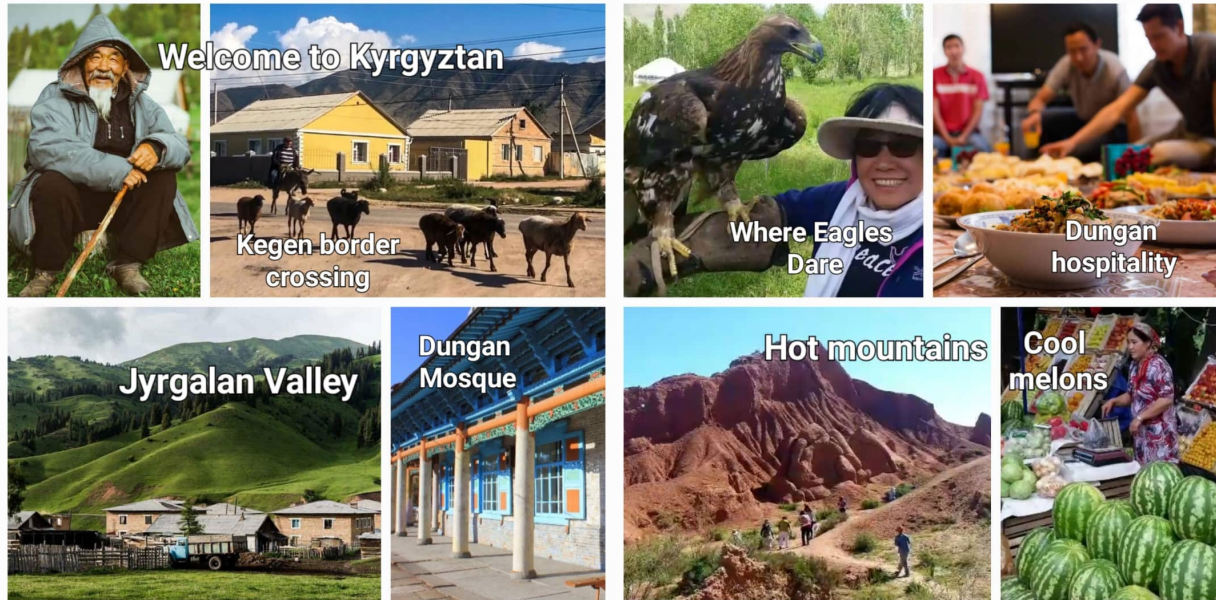 Welcome to Kyrgyztan
Kegen border
crossing
Where Eagles
Dare
Peace
Dungan
hospitality
Jyrgalan Valley
Dungan
Mosque
Hot mountains
Cool
melons